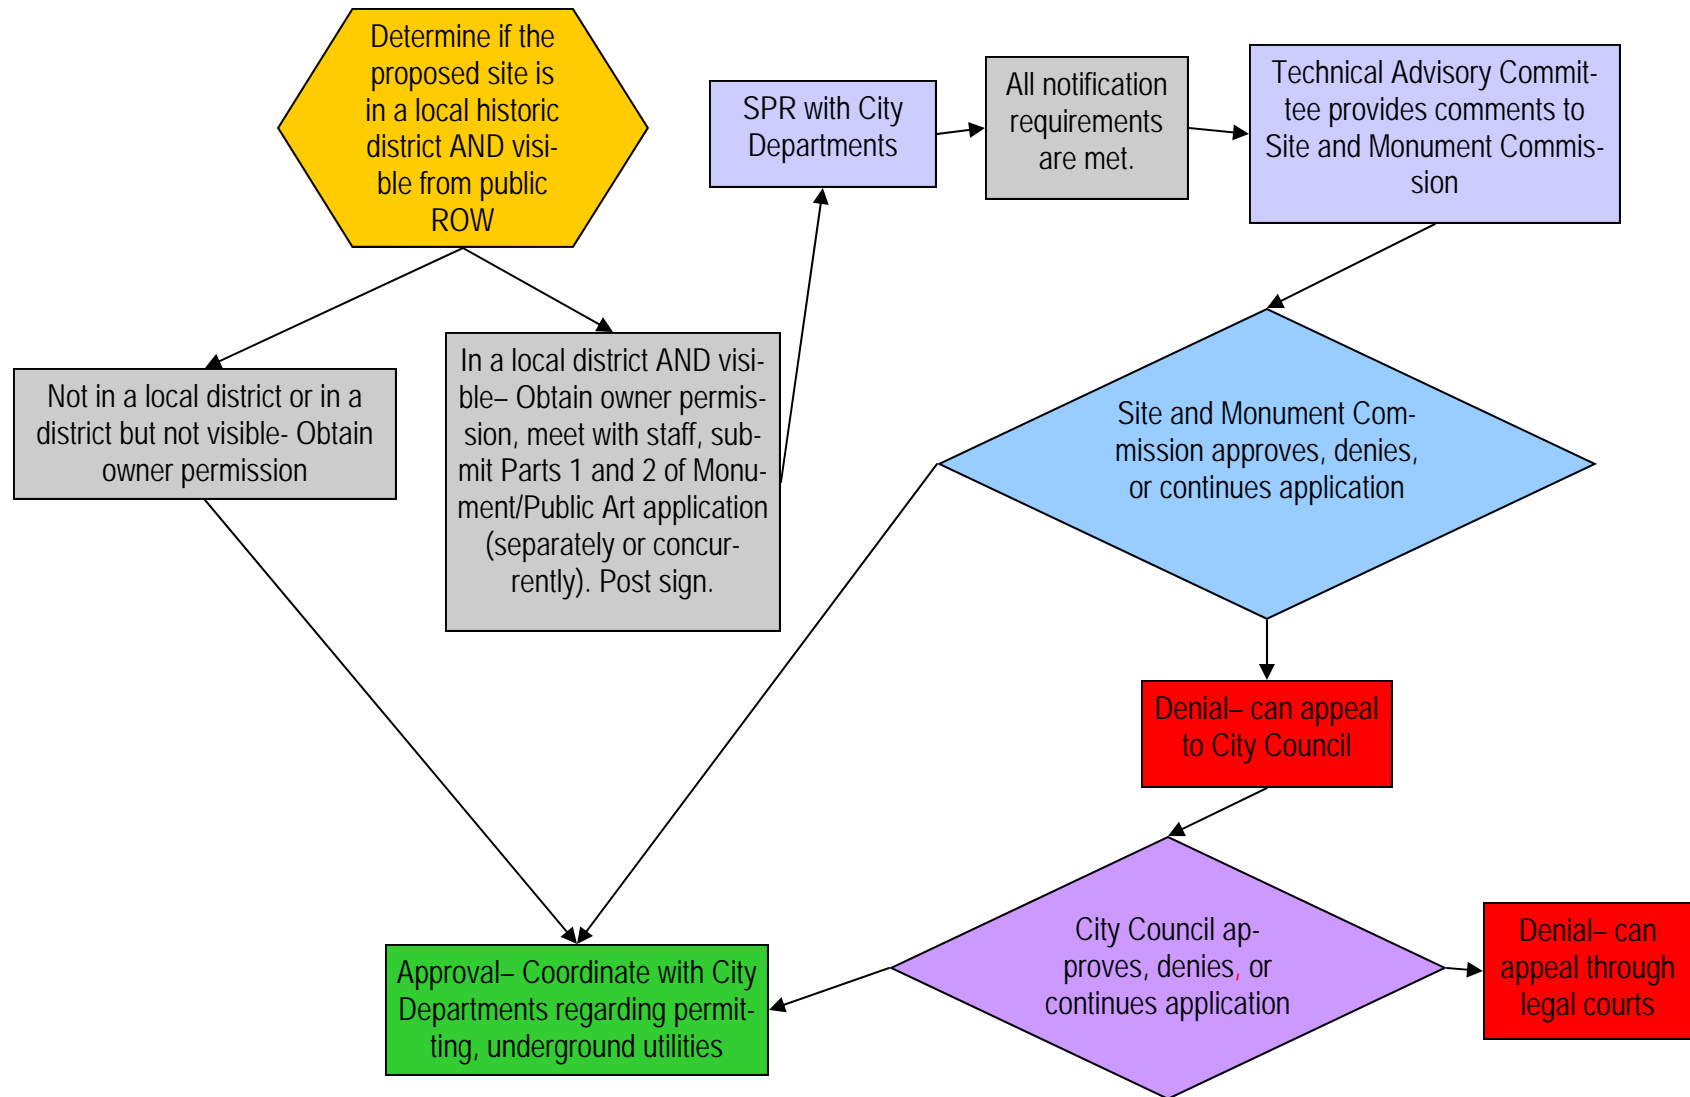 Determine if the
proposed site is
in a local historic
district AND visi-
ble from public
ROW
SPR with City
Departments
All notification
requirements
are met.
Technical Advisory Commit-
tee provides comments to
Site and Monument Commis-
sion
Not in a local district or in a
district but not visible- Obtain
owner permission
In a local district AND visi-
ble– Obtain owner permis-
sion, meet with staff, sub-
mit Parts 1 and 2 of Monu-
ment/Public Art application
(separately or concur-
rently). Post sign.
Site and Monument Com-
mission approves, denies,
or continues application
Denial– can appeal
to City Council
City Council ap-
proves, denies, or
continues application
Denial– can
appeal through
legal courts
Approval– Coordinate with City
Departments regarding permit-
ting, underground utilities